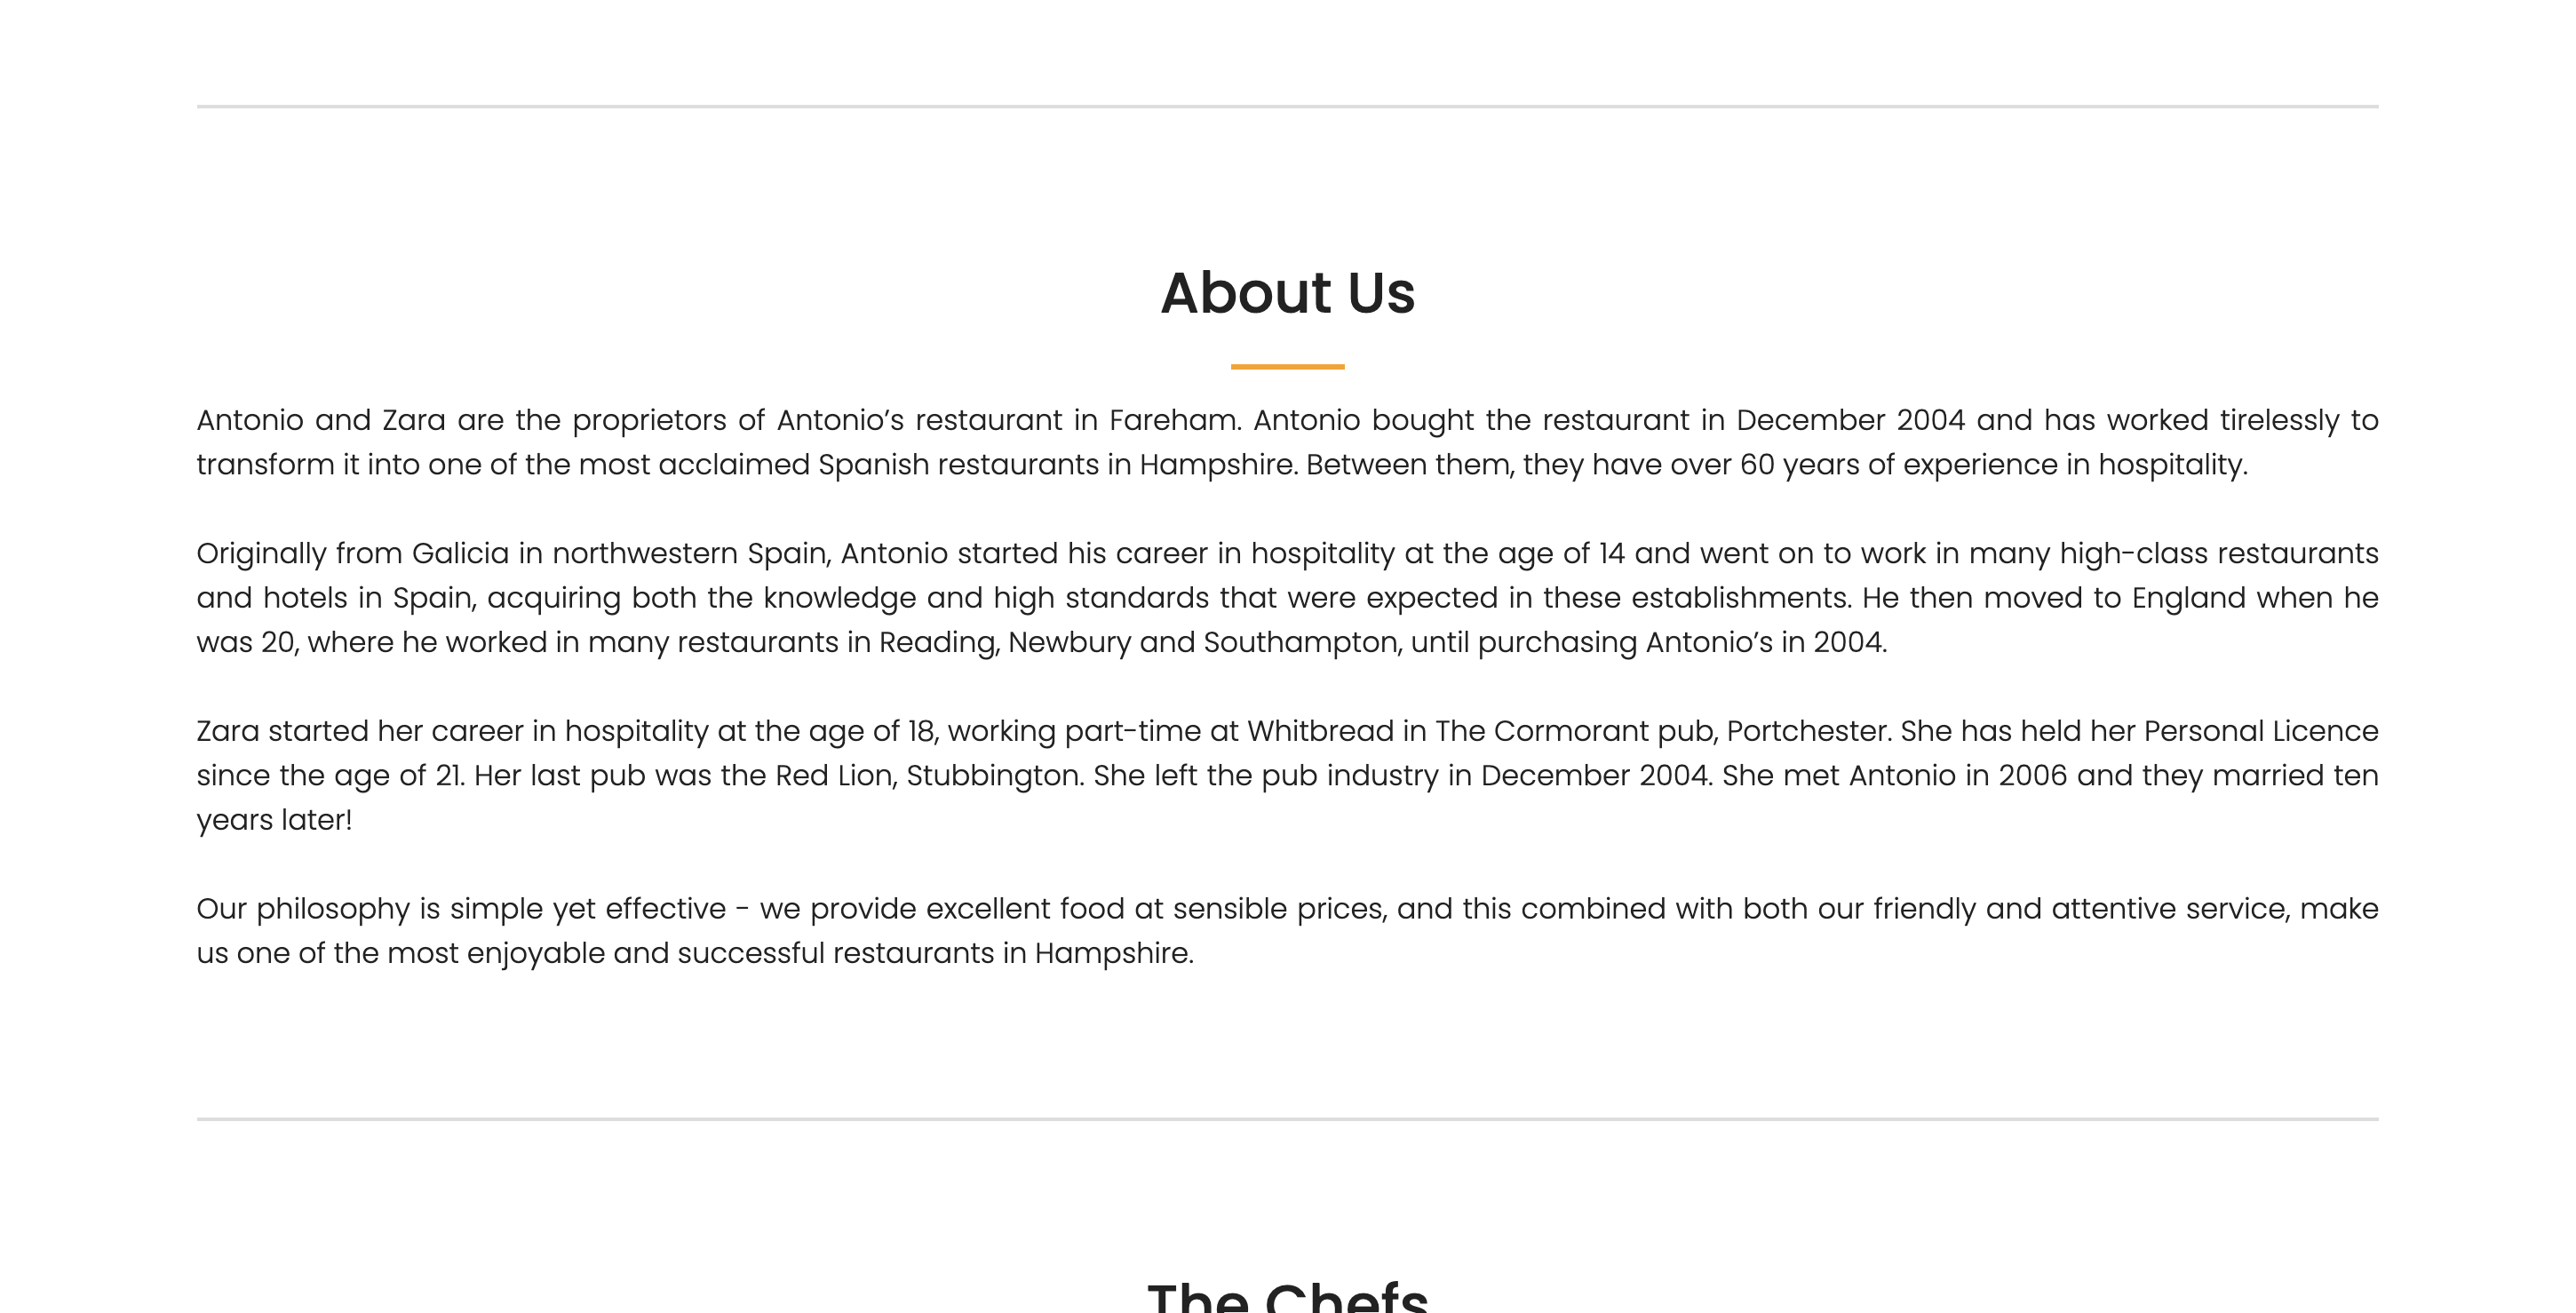 About Us
Antonio and Zara are the proprietors of Antonio’s restaurant in Fareham. Antonio bought the restaurant in December 2004 and has worked tirelessly to
transform it into one of the most acclaimed Spanish restaurants in Hampshire. Between them, they have over 60 years of experience in hospitality.
Originally from Galicia in northwestern Spain, Antonio started his career in hospitality at the age of 14 and went on to work in many high-class restaurants
and hotels in Spain, acquiring both the knowledge and high standards that were expected in these establishments. He then moved to England when he
was 20, where he worked in many restaurants in Reading, Newbury and Southampton, until purchasing Antonio’s in 2004.
Zara started her career in hospitality at the age of 18, working part-time at Whitbread in The Cormorant pub, Portchester. She has held her Personal Licence
since the age of 21. Her last pub was the Red Lion, Stubbington. She left the pub industry in December 2004. She met Antonio in 2006 and they married ten
years later!
Our philosophy is simple yet effective - we provide excellent food at sensible prices, and this combined with both our friendly and attentive service, make
us one of the most enjoyable and successful restaurants in Hampshire.
The Chefs